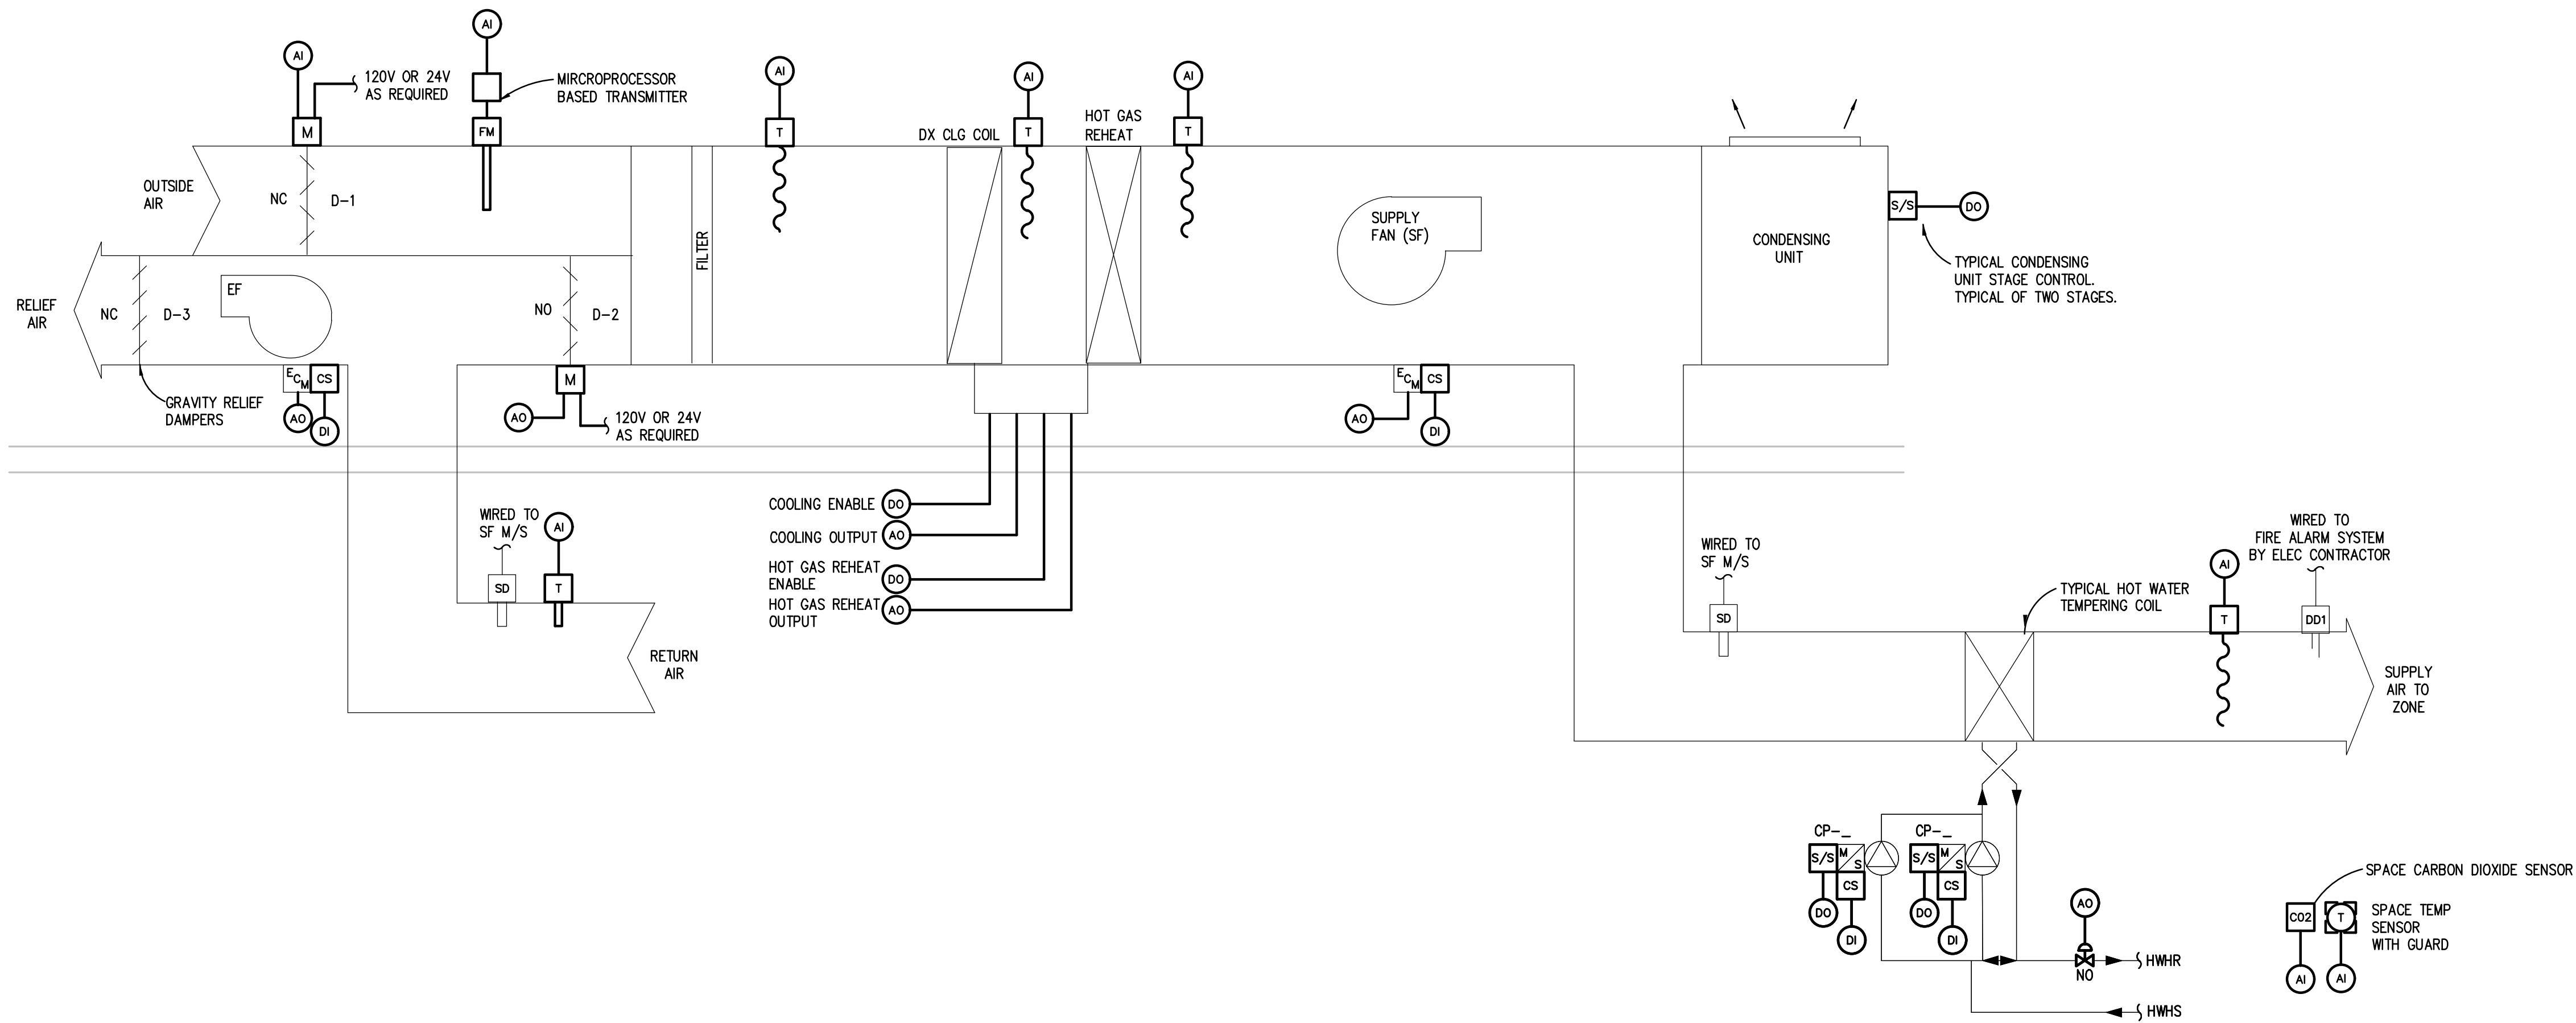 AI
AI
120V OR 24V
AS REQUIRED
MIRCROPROCESSOR
BASED TRANSMITTER
AI
AI
AI
M
FM
T
DX CLG COIL
T
HOT GAS
REHEAT
T
OUTSIDE
AIR
NC
D-1
FILTER
SUPPLY
FAN (SF)
CONDENSING
UNIT
S/S
DO
TYPICAL CONDENSING
UNIT STAGE CONTROL.
TYPICAL OF TWO STAGES.
RELIEF
AIR
NC
D-3
EF
NO
D-2
GRAVITY RELIEF
DAMPERS
ECM
CS
AO
DI
M
AO
120V OR 24V
AS REQUIRED
ECM
CS
AO
DI
WIRED TO
SF M/S
AI
SD
T
RETURN
AIR
COOLING ENABLE
DO
COOLING OUTPUT
AO
HOT GAS REHEAT
ENABLE
DO
HOT GAS REHEAT
OUTPUT
AO
WIRED TO
SF M/S
SD
TYPICAL HOT WATER
TEMPERING COIL
AI
T
WIRED TO
FIRE ALARM SYSTEM
BY ELEC CONTRACTOR
DD1
SUPPLY
AIR TO
ZONE
CP-_
S/S
M
S
CS
DO
DI
CP-_
S/S
M
S
CS
DO
DI
AO
NO
HWHR
HWHS
SPACE CARBON DIOXIDE SENSOR
CO2
AI
T
AI
SPACE TEMP
SENSOR
WITH GUARD